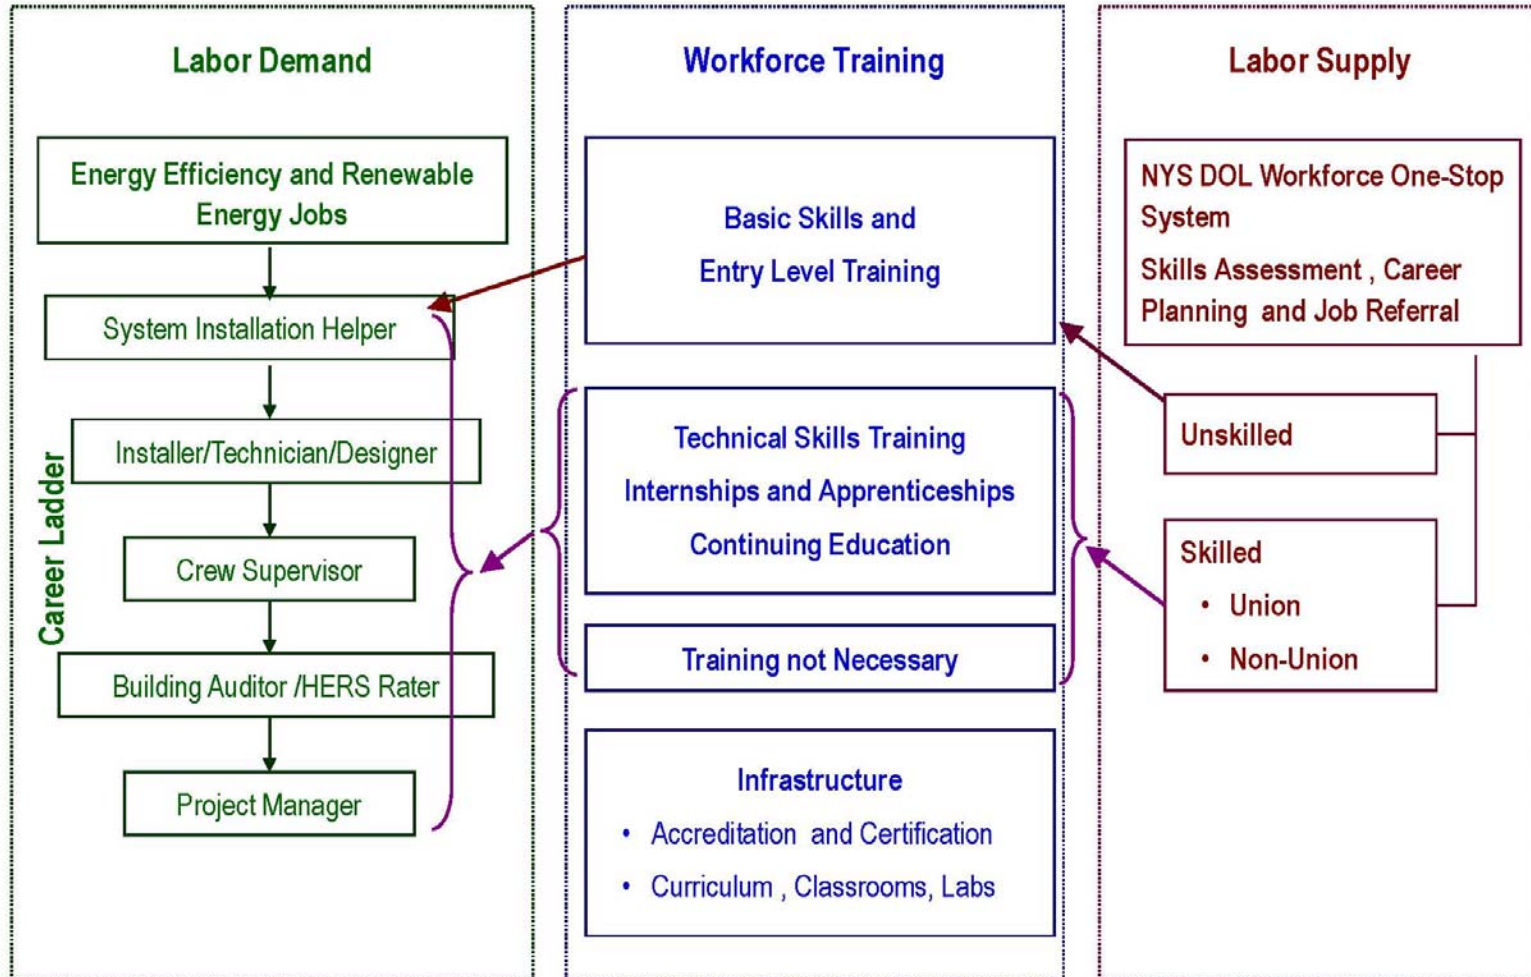 Labor Demand
Energy Efficiency and Renewable
Energy Jobs
System Installation Helper
Installer/Technician/Designer
Crew Supervisor
Building Auditor /HERS Rater
Project Manager
Career Ladder
Workforce Training
Basic Skills and
Entry Level Training
Technical Skills Training
Internships and Apprenticeships
Continuing Education
Training not Necessary
Infrastructure
• Accreditation and Certification
• Curriculum , Classrooms, Labs
Labor Supply
NYS DOL Workforce One-Stop
System
Skills Assessment , Career
Planning and Job Referral
Unskilled
Skilled
• Union
• Non-Union